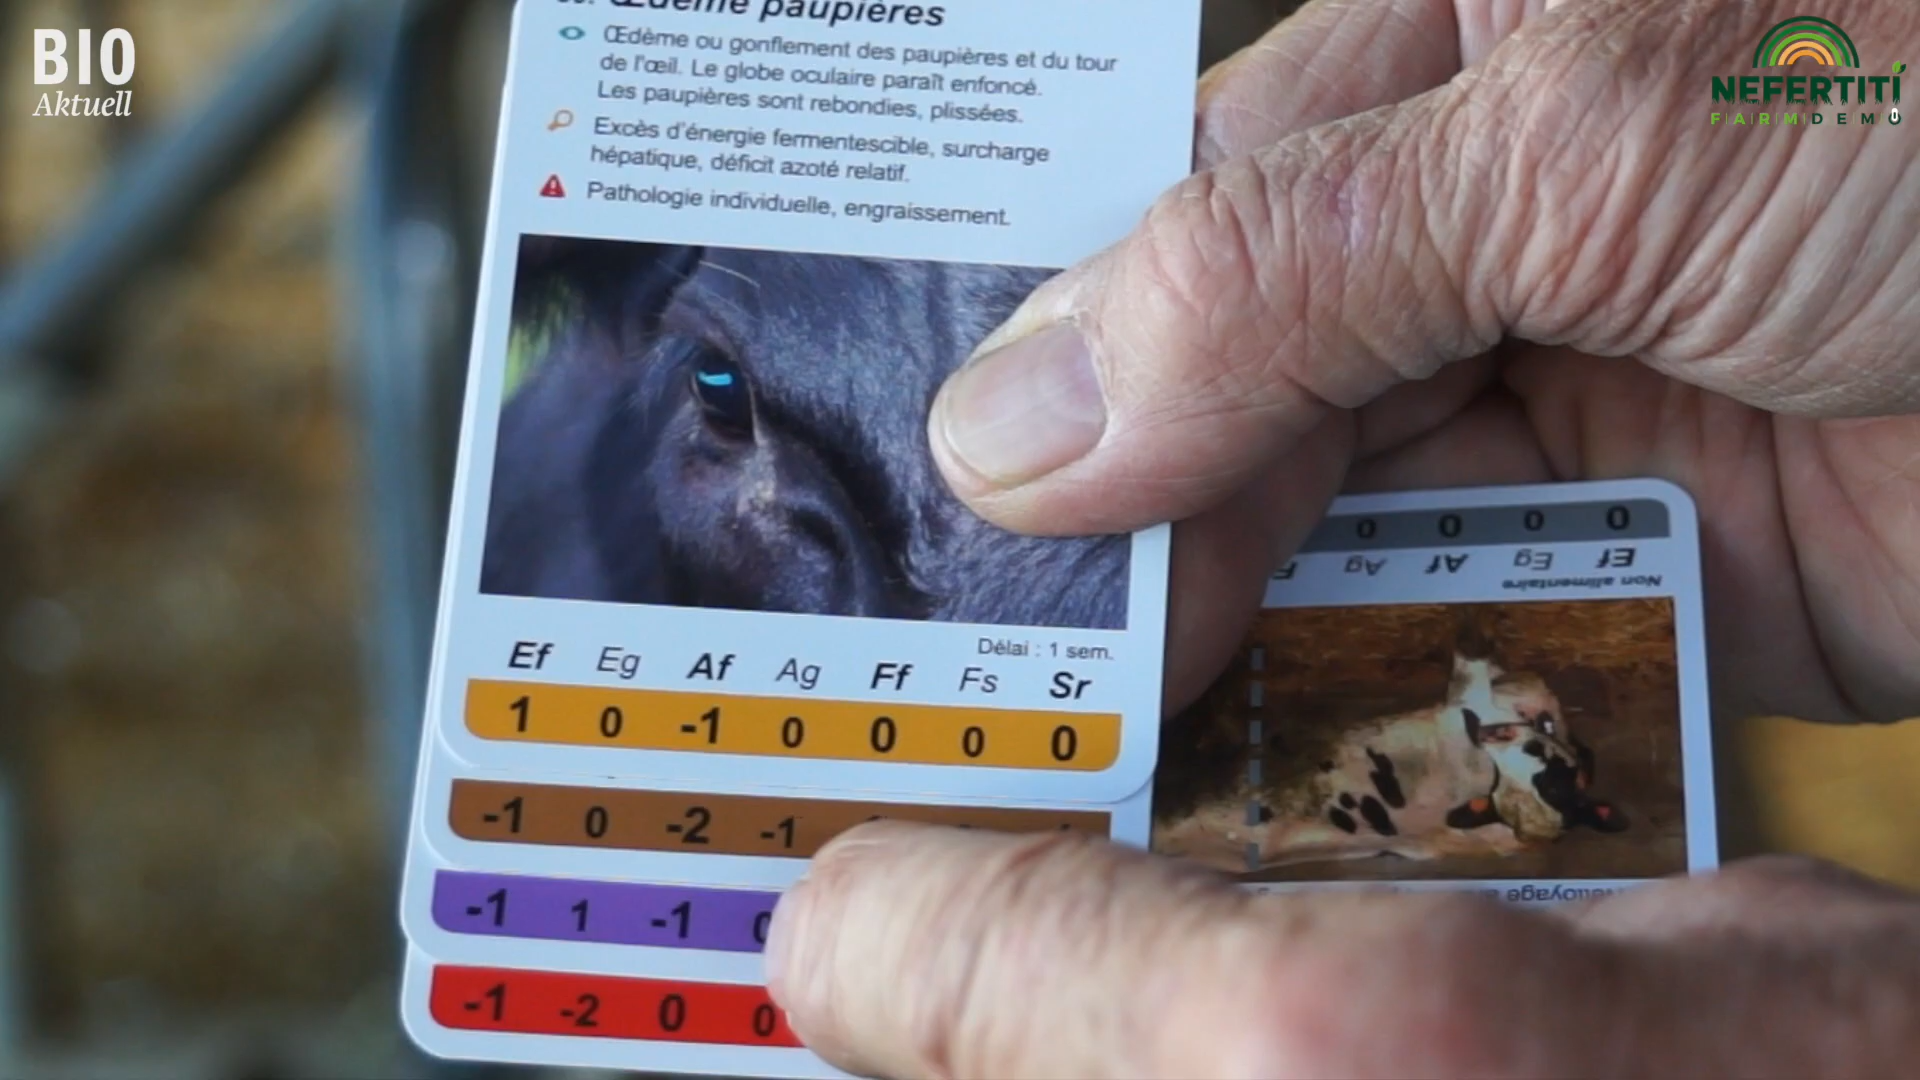 BIO
Aktuell
NEFERTITI
FARMDEMO
Œdème paupières
Œdème ou gonflement des paupières et du tour
de l'œil. Le globe oculaire paraît enfoncé.
Les paupières sont rebondies, plissées.
Excès d'énergie fermentescible, surcharge
hépatique, déficit azoté relatif.
Pathologie individuelle, engraissement.
Délai : 1 sem.
Ef Eg Af Ag Ff Fs Sr
1 0 -1 0 0 0 0
-1 0 -2 -1
-1 1 -1 0
-1 -2 0 0
Non alimentaire
Ef Eg Af Ag
0 0 0 0